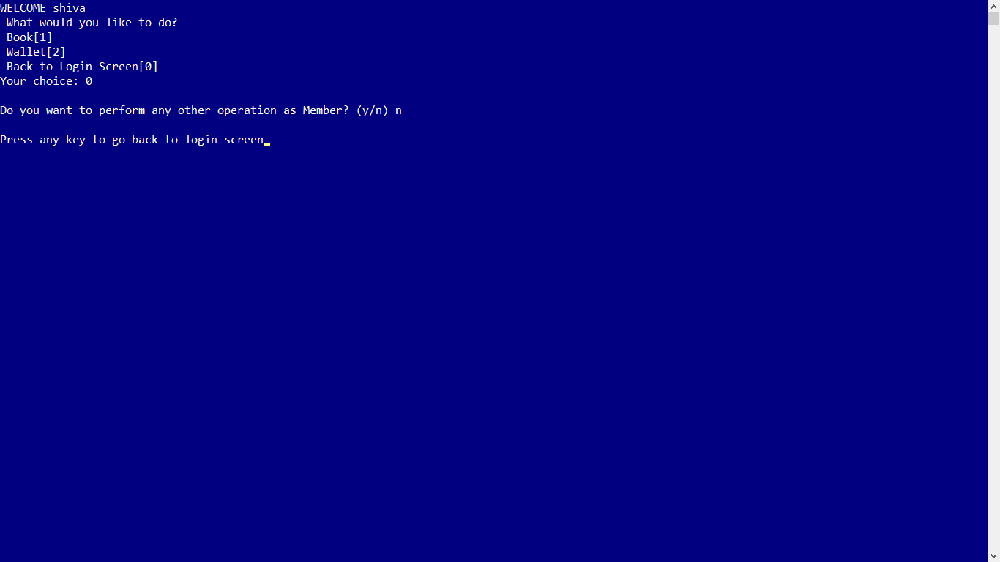 WELCOME shiva
What would you like to do?
Book[1]
Wallet[2]
Back to Login Screen[0]
Your choice: 0
Do you want to perform any other operation as Member? (y/n) n
Press any key to go back to login screen